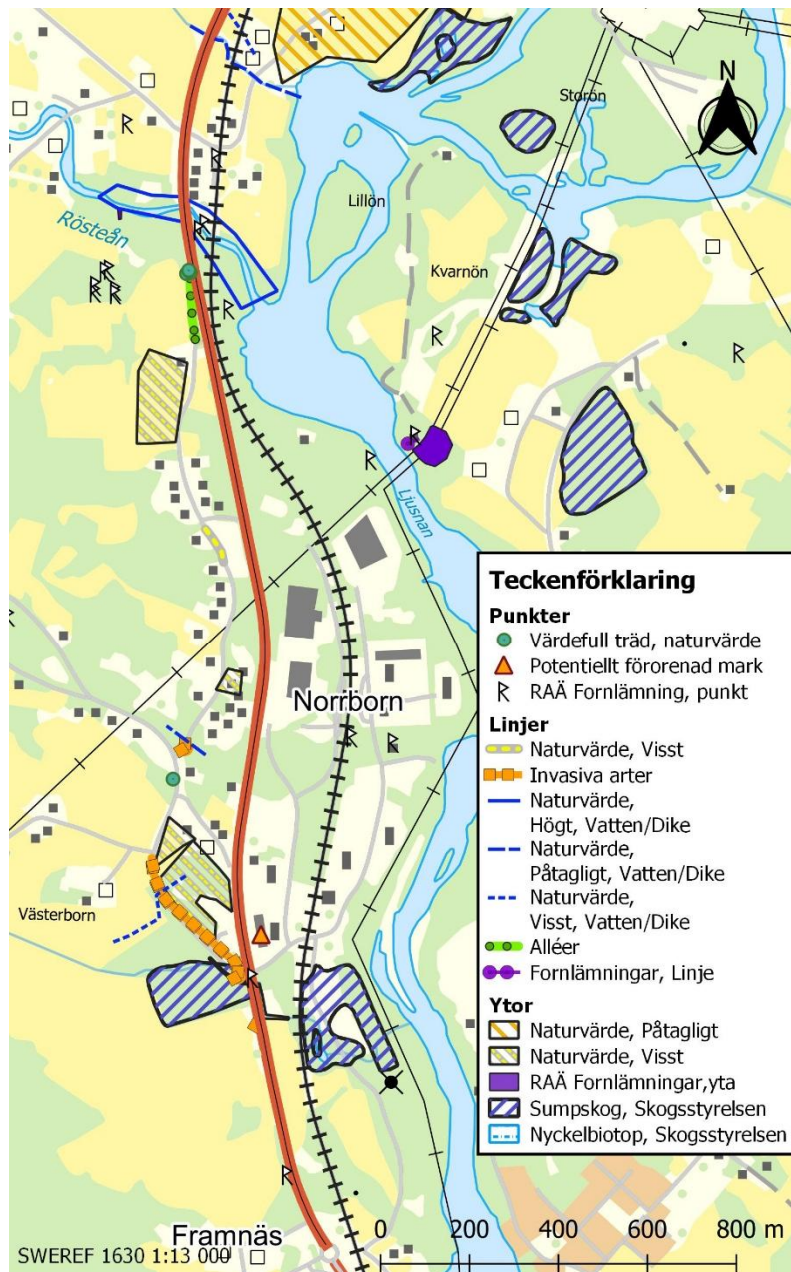 N
Storön
Lillön
Rösteån
Kvarnön
Ljusnan
Norrborn
Västerborn
Framnäs
Teckenförklaring
Punkter
Värdefull träd, naturvärde
Potentiellt förorenad mark
RAÄ Fornlämning, punkt
Linjer
Naturvärde, Visst
Invasiva arter
Naturvärde,
Högt, Vatten/Dike
Naturvärde,
Påtagligt, Vatten/Dike
Naturvärde,
Visst, Vatten/Dike
Alléer
Fornlämningar, Linje
Ytor
Naturvärde, Påtagligt
Naturvärde, Visst
RAÄ Fornlämningar,yta
Sumpskog, Skogsstyrelsen
Nyckelbiotop, Skogsstyrelsen
0 200 400 600 800 m
SWEREF 1630 1:13 000